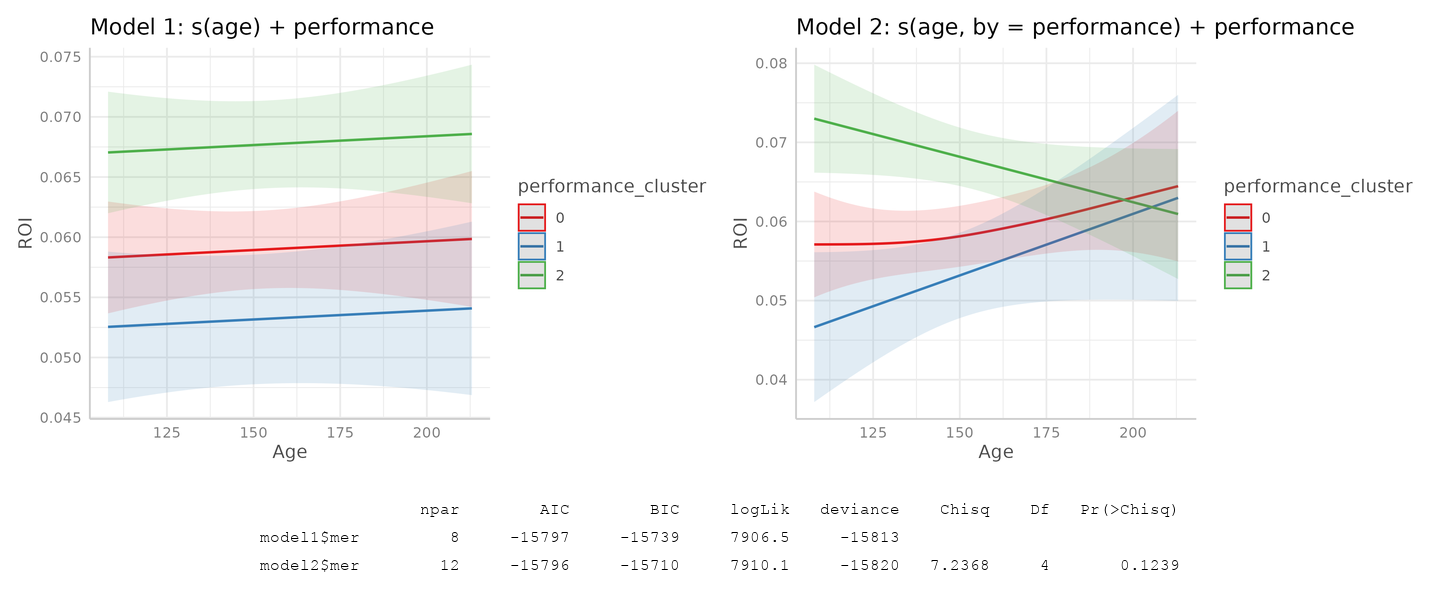 Model 1: s(age) + performance
0.075
0.070
0.065
0.060
0.055
0.050
0.045
ROI
125 150 175 200
Age
performance_cluster
0
1
2
Model 2: s(age, by = performance) + performance
0.08
0.07
0.06
0.05
0.04
ROI
125 150 175 200
Age
performance_cluster
0
1
2
npar AIC BIC logLik deviance Chisq Df Pr(>Chisq)
model1$mer 8 -15797 -15739 7906.5 -15813
model2$mer 12 -15796 -15710 7910.1 -15820 7.2368 4 0.1239